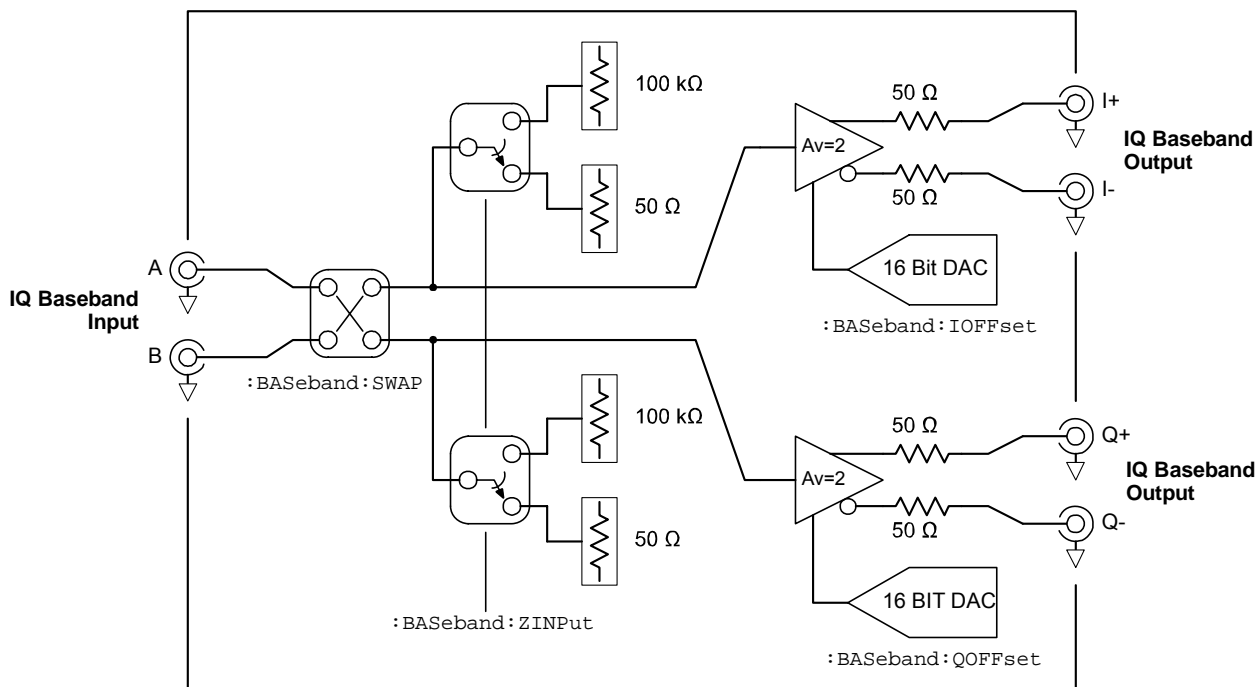 100 kΩ
50 Ω
50 Ω
Av=2
50 Ω
I+
I-
IQ Baseband
Output
16 Bit DAC
:BASeband:IOFFset
A
B
IQ Baseband
Input
:BASeband:SWAP
100 kΩ
50 Ω
:BASeband:ZINPut
50 Ω
Av=2
50 Ω
Q+
Q-
IQ Baseband
Output
16 BIT DAC
:BASeband:QOFFset